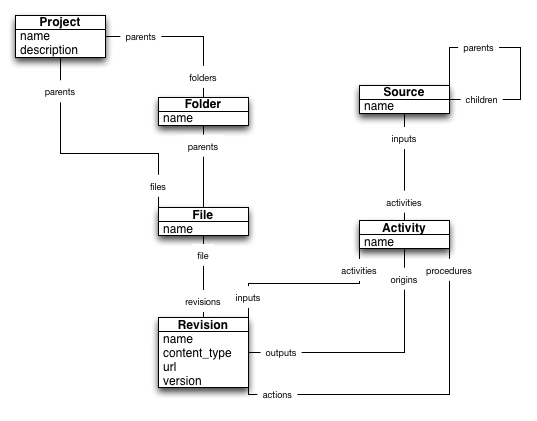 Project
name
description
parents
folders
parents
Folder
name
parents
files
File
name
file
revisions
Revision
name
content_type
url
version
parents
children
Source
name
inputs
activities
Activity
name
activities
origins
procedures
inputs
outputs
actions